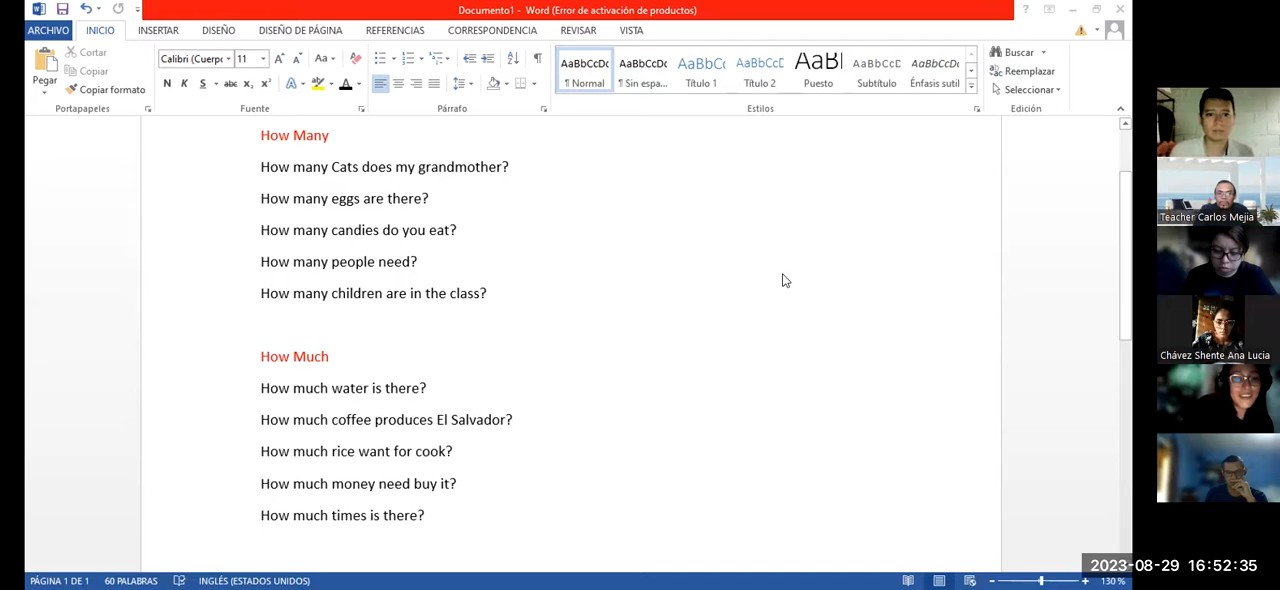 Documento1 - Word (Error de activación de productos)
ARCHIVO INICIO INSERTAR DISEÑO DISEÑO DE PÁGINA REFERENCIAS CORRESPONDENCIA REVISAR VISTA
Pegar
Cortar
Copiar
Copiar formato
Portapapeles
Calibri (Cuerpo 11
N K S abc x₂ x²
Fuente
Párrafo
AaBbCcDc AaBbCcDc AaBbCc AaBbCcC AaBl AaBbCcC AaBbCcDc
¶ Normal ¶ Sin espa... Título 1 Título 2 Puesto Subtítulo Énfasis sutil
Estilos
Buscar
Reemplazar
Seleccionar
Edición
How Many
How many Cats does my grandmother?
How many eggs are there?
How many candies do you eat?
How many people need?
How many children are in the class?
How Much
How much water is there?
How much coffee produces El Salvador?
How much rice want for cook?
How much money need buy it?
How much times is there?
Teacher Carlos Mejia
Chávez Shente Ana Lucia
PÁGINA 1 DE 1 60 PALABRAS INGLÉS (ESTADOS UNIDOS) 130 %
2023-08-29 16:52:35